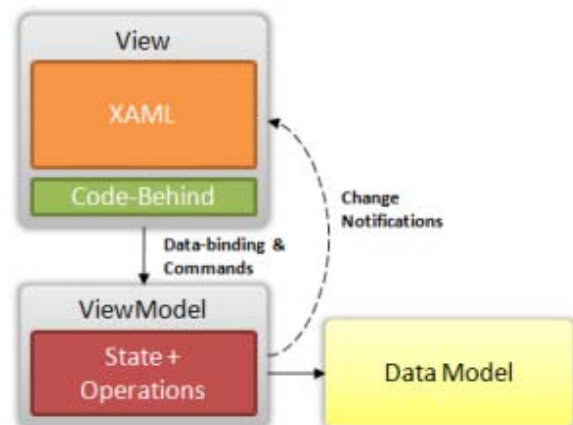 View
XAML
Code-Behind
Change
Notifications
Data-binding &
Commands
ViewModel
State +
Operations
Data Model